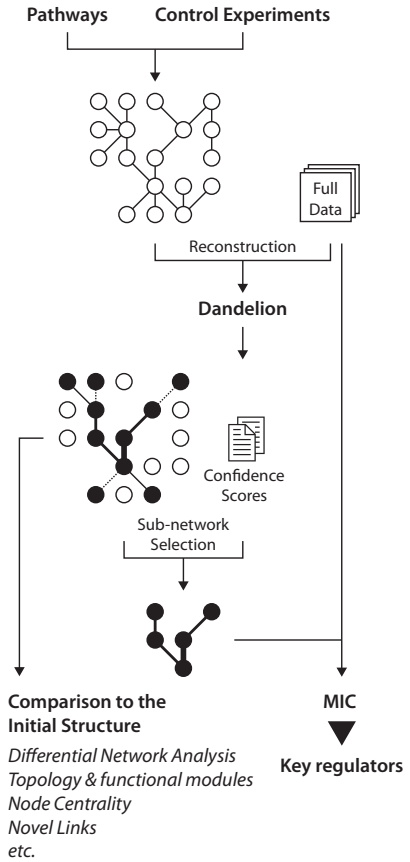 Pathways
Control Experiments
Full
Data
Reconstruction
Dandelion
Confidence
Scores
Sub-network
Selection
Comparison to the
Initial Structure
Differential Network Analysis
Topology & functional modules
Node Centrality
Novel Links
etc.
MIC
Key regulators